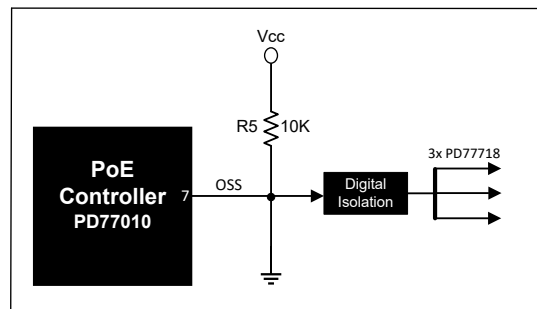 Vcc
R5 10K
3x PD77718
PoE
Controller
PD77010
7
OSS
Digital
Isolation